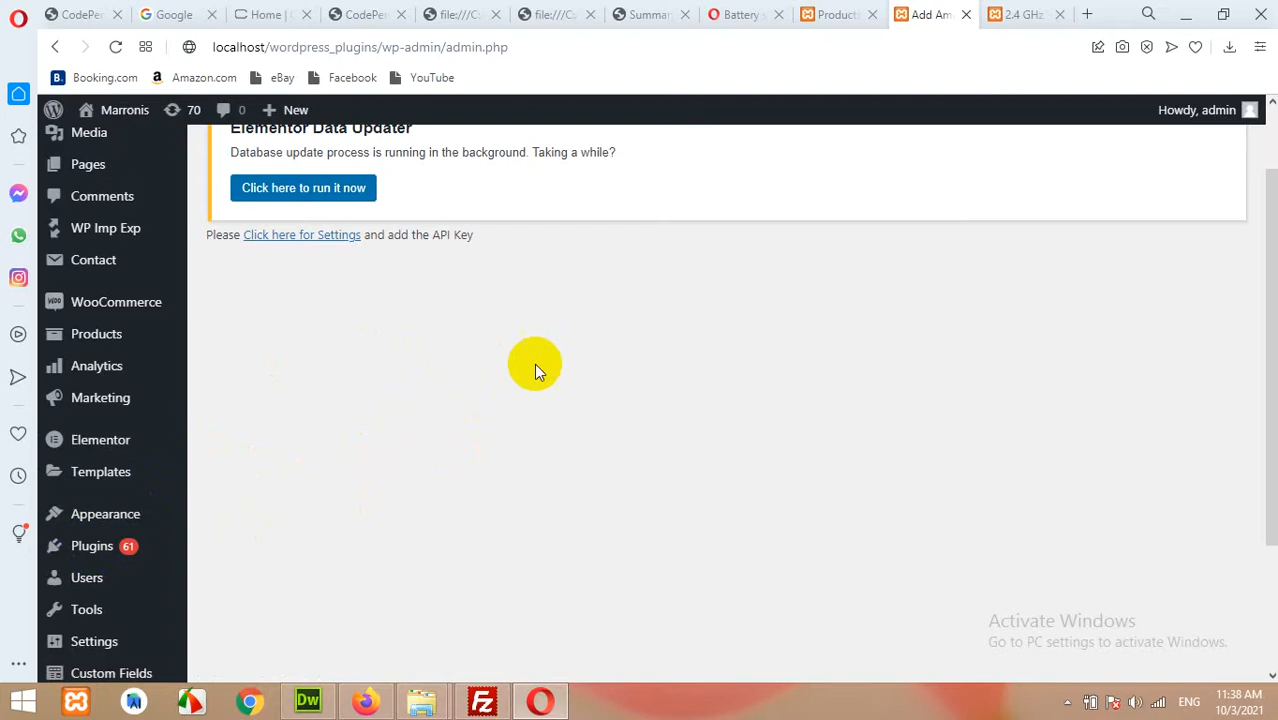 CodePe
Google
Home | (
CodePe
file:///C:
file:///C:
Summar
Battery s
Products
Add Am
2.4 GHz
localhost/wordpress_plugins/wp-admin/admin.php
B. Booking.com
a Amazon.com
eBay
Facebook
YouTube
Marronis
70
0
New
Howdy, admin
Media
Pages
Comments
WP Imp Exp
Contact
WooCommerce
Products
Analytics
Marketing
Elementor
Templates
Appearance
Plugins 61
Users
Tools
Settings
Custom Fields
Elementor Data Updater
Database update process is running in the background. Taking a while?
Click here to run it now
Please Click here for Settings and add the API Key
Activate Windows
Go to PC settings to activate Windows.
Dw
Fz
ENG
11:38 AM
10/3/2021